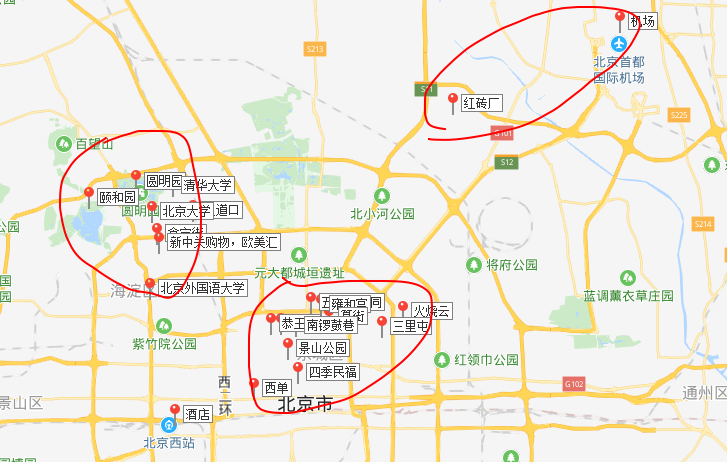 机场
S213
北京首都
国际机场
S11
红砖厂
S225
G101
百望山
S12
圆明园
清华大学
颐和园
圆明园
北京大学
道口
北小河公园
S214
新中关购物，欧美汇
元大都城垣遗址
将府公园
海淀区
北京外国语大学
蓝调薰衣草庄园
雍和宫
同
火烧云
恭王
南锣鼓巷
三里屯
紫竹院公园
景山公园
红领巾公园
四季民福
西单
西二环
G102
通州区
景山区
北京市
酒店
北京西站
公园